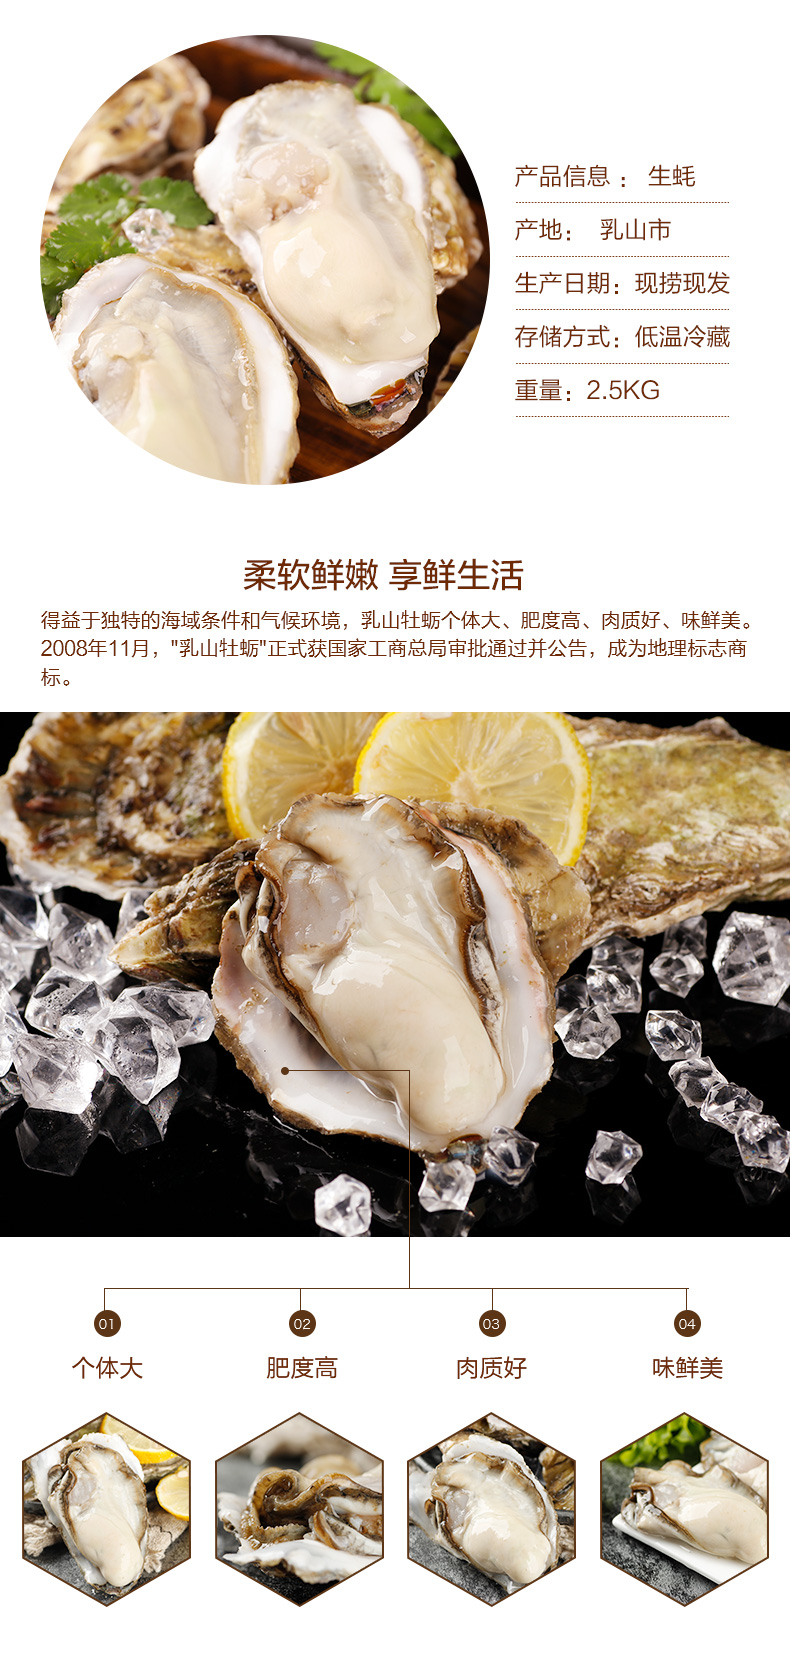 产品信息 ： 生蚝
产地： 乳山市
生产日期：现捞现发
存储方式：低温冷藏
重量：2.5KG
柔软鲜嫩 享鲜生活
得益于独特的海域条件和气候环境，乳山牡蛎个体大、肥度高、肉质好、味鲜美。
2008年11月，"乳山牡蛎"正式获国家工商总局审批通过并公告，成为地理标志商
标。
01 02 03 04
个体大 肥度高 肉质好 味鲜美